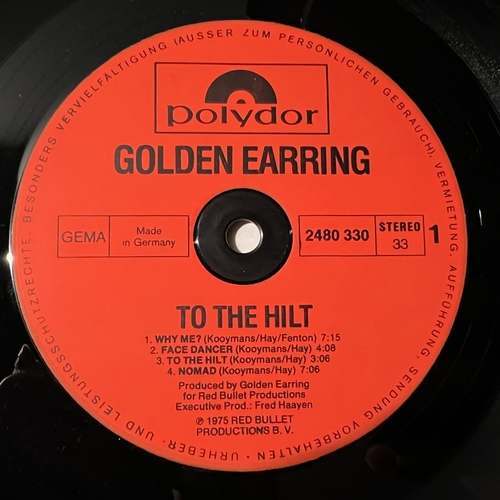 URHEBER- UND LEISTUNGSSCHUTZRECHTE, BESONDERS VERVIELFÄLTIGUNG (AUSSER ZUM PERSÖNLICHEN GEBRAUCH), VERMIETUNG, AUFFÜHRUNG, SENDUNG VORBEHALTEN ·
polydor
GOLDEN EARRING
GEMA
Made
in Germany
2480 330
STEREO
33
1
TO THE HILT
1. WHY ME? (Kooymans/Hay/Fenton) 7:15
2. FACE DANCER (Kooymans/Hay) 4:08
3. TO THE HILT (Kooymans/Hay) 3:06
4. NOMAD (Kooymans/Hay) 7:06
Produced by Golden Earring
for Red Bullet Productions
Executive Prod.: Fred Haayen
Ⓟ 1975 RED BULLET
PRODUCTIONS B. V.